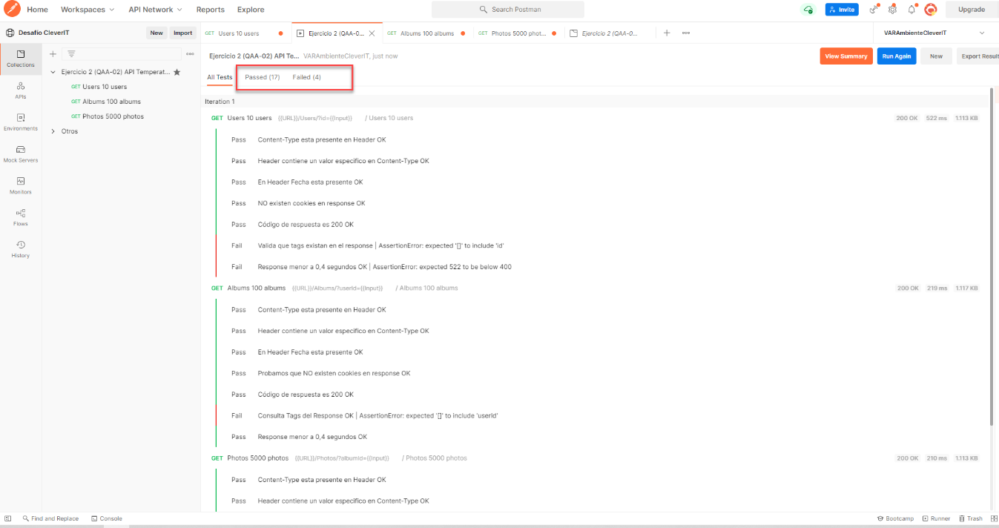 Home Workspaces API Network Reports Explore Search Postman Invite Upgrade
Desafío CleverIT New Import GET Users 10 users Ejercicio 2 (QAA-0... GET Albums 100 albums GET Photos 5000 phot... Ejercicio 2 (QAA-0... VARAmbienteCleverIT
Collections
APIs
Environments
Mock Servers
Monitors
Flows
History
Ejercicio 2 (QAA-02) API Temperat...
GET Users 10 users
GET Albums 100 albums
GET Photos 5000 photos
Otros
Ejercicio 2 (QAA-02) API Te... VARAmbienteCleverIT, just now View Summary Run Again New Export Result
All Tests Passed (17) Failed (4)
Iteration 1
GET Users 10 users {{URL}}/Users/?id={{Input}} / Users 10 users 200 OK 522 ms 1.113 KB
Pass Content-Type esta presente en Header OK
Pass Header contiene un valor especifico en Content-Type OK
Pass En Header Fecha esta presente OK
Pass NO existen cookies en response OK
Pass Código de respuesta es 200 OK
Fail Valida que tags existan en el response | AssertionError: expected '[]' to include 'id'
Fail Response menor a 0,4 segundos OK | AssertionError: expected 522 to be below 400
GET Albums 100 albums {{URL}}/Albums/?userId={{Input}} / Albums 100 albums 200 OK 219 ms 1.117 KB
Pass Content-Type esta presente en Header OK
Pass Header contiene un valor especifico en Content-Type OK
Pass En Header Fecha esta presente OK
Pass Probamos que NO existen cookies en response OK
Pass Código de respuesta es 200 OK
Fail Consulta Tags del Response OK | AssertionError: expected '[]' to include 'userId'
Pass Response menor a 0,4 segundos OK
GET Photos 5000 photos {{URL}}/Photos/?albumId={{Input}} / Photos 5000 photos 200 OK 210 ms 1.113 KB
Pass Content-Type esta presente en Header OK
Pass Header contiene un valor especifico en Content-Type OK
Find and Replace Console Bootcamp Runner Trash